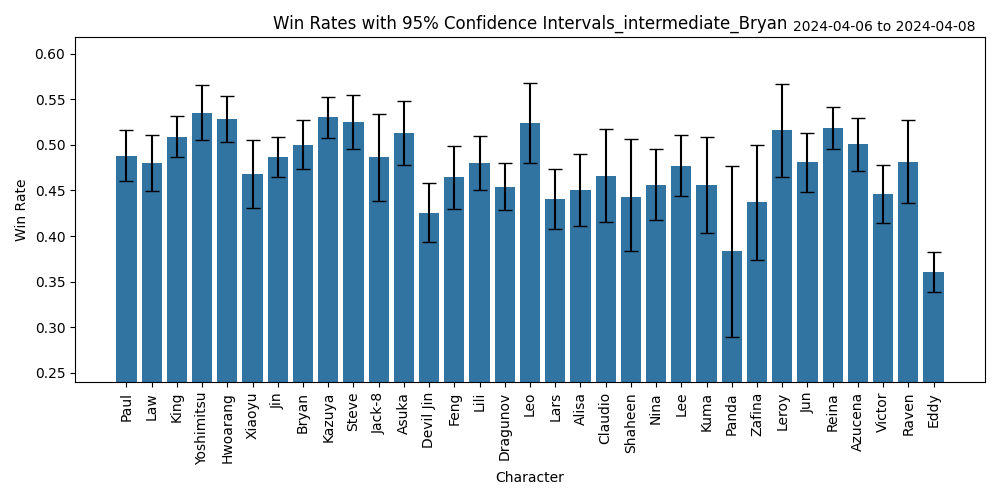 Win Rates with 95% Confidence Intervals_intermediate_Bryan
2024-04-06 to 2024-04-08
0.60
0.55
0.50
0.45
0.40
0.35
0.30
0.25
Win Rate
Paul
Law
King
Yoshimitsu
Hwoarang
Xiaoyu
Jin
Bryan
Kazuya
Steve
Jack-8
Asuka
Devil Jin
Feng
Lili
Dragunov
Leo
Lars
Alisa
Claudio
Shaheen
Nina
Lee
Kuma
Panda
Zafina
Leroy
Jun
Reina
Azucena
Victor
Raven
Eddy
Character